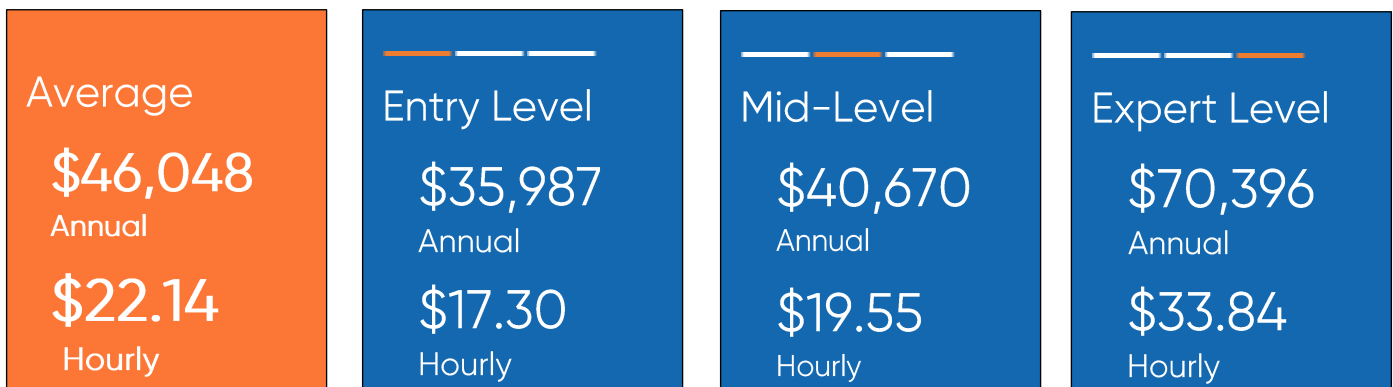 Average
$46,048
Annual
$22.14
Hourly
Entry Level
$35,987
Annual
$17.30
Hourly
Mid-Level
$40,670
Annual
$19.55
Hourly
Expert Level
$70,396
Annual
$33.84
Hourly